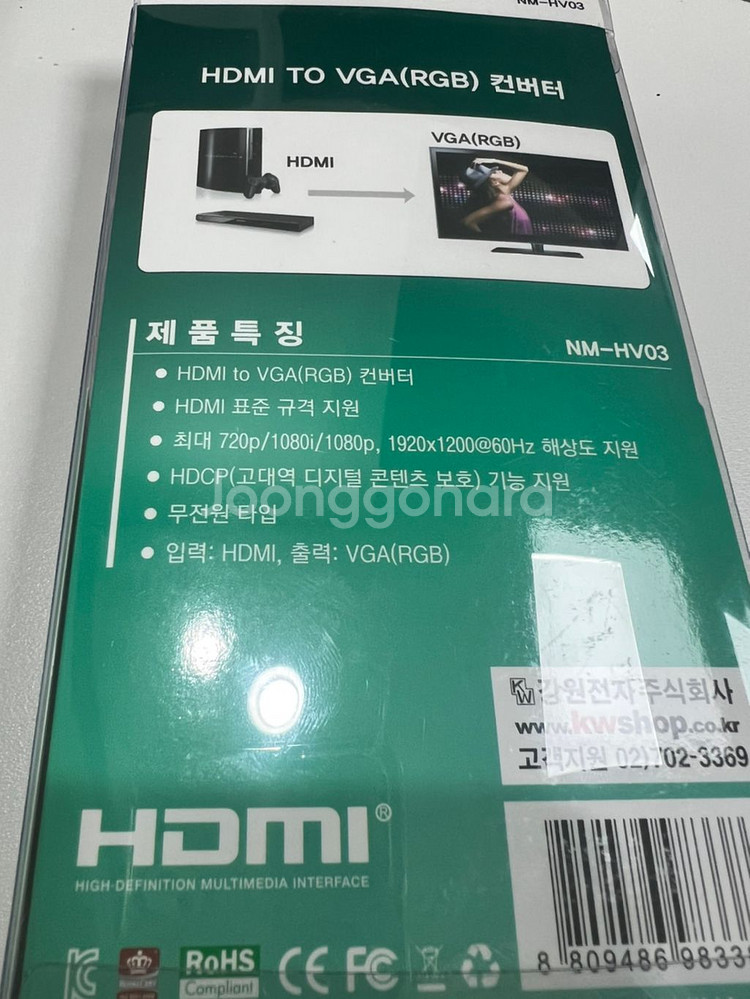 NM-HV03
HDMI TO VGA(RGB) 컨버터
HDMI
VGA(RGB)
제품특징
NM-HV03
• HDMI to VGA(RGB) 컨버터
• HDMI 표준 규격 지원
• 최대 720p/1080i/1080p, 1920x1200@60Hz 해상도 지원
• HDCP(고대역 디지털 콘텐츠 보호) 기능 지원
joonggonara
• 무전원 타입
• 입력: HDMI, 출력: VGA(RGB)
KW 강원전자주식회사
www.kwshop.co.kr
고객지원 02)702-3369
HDMI®
HIGH-DEFINITION MULTIMEDIA INTERFACE
8 809486 9833
RoHS
Compliant
CE FC